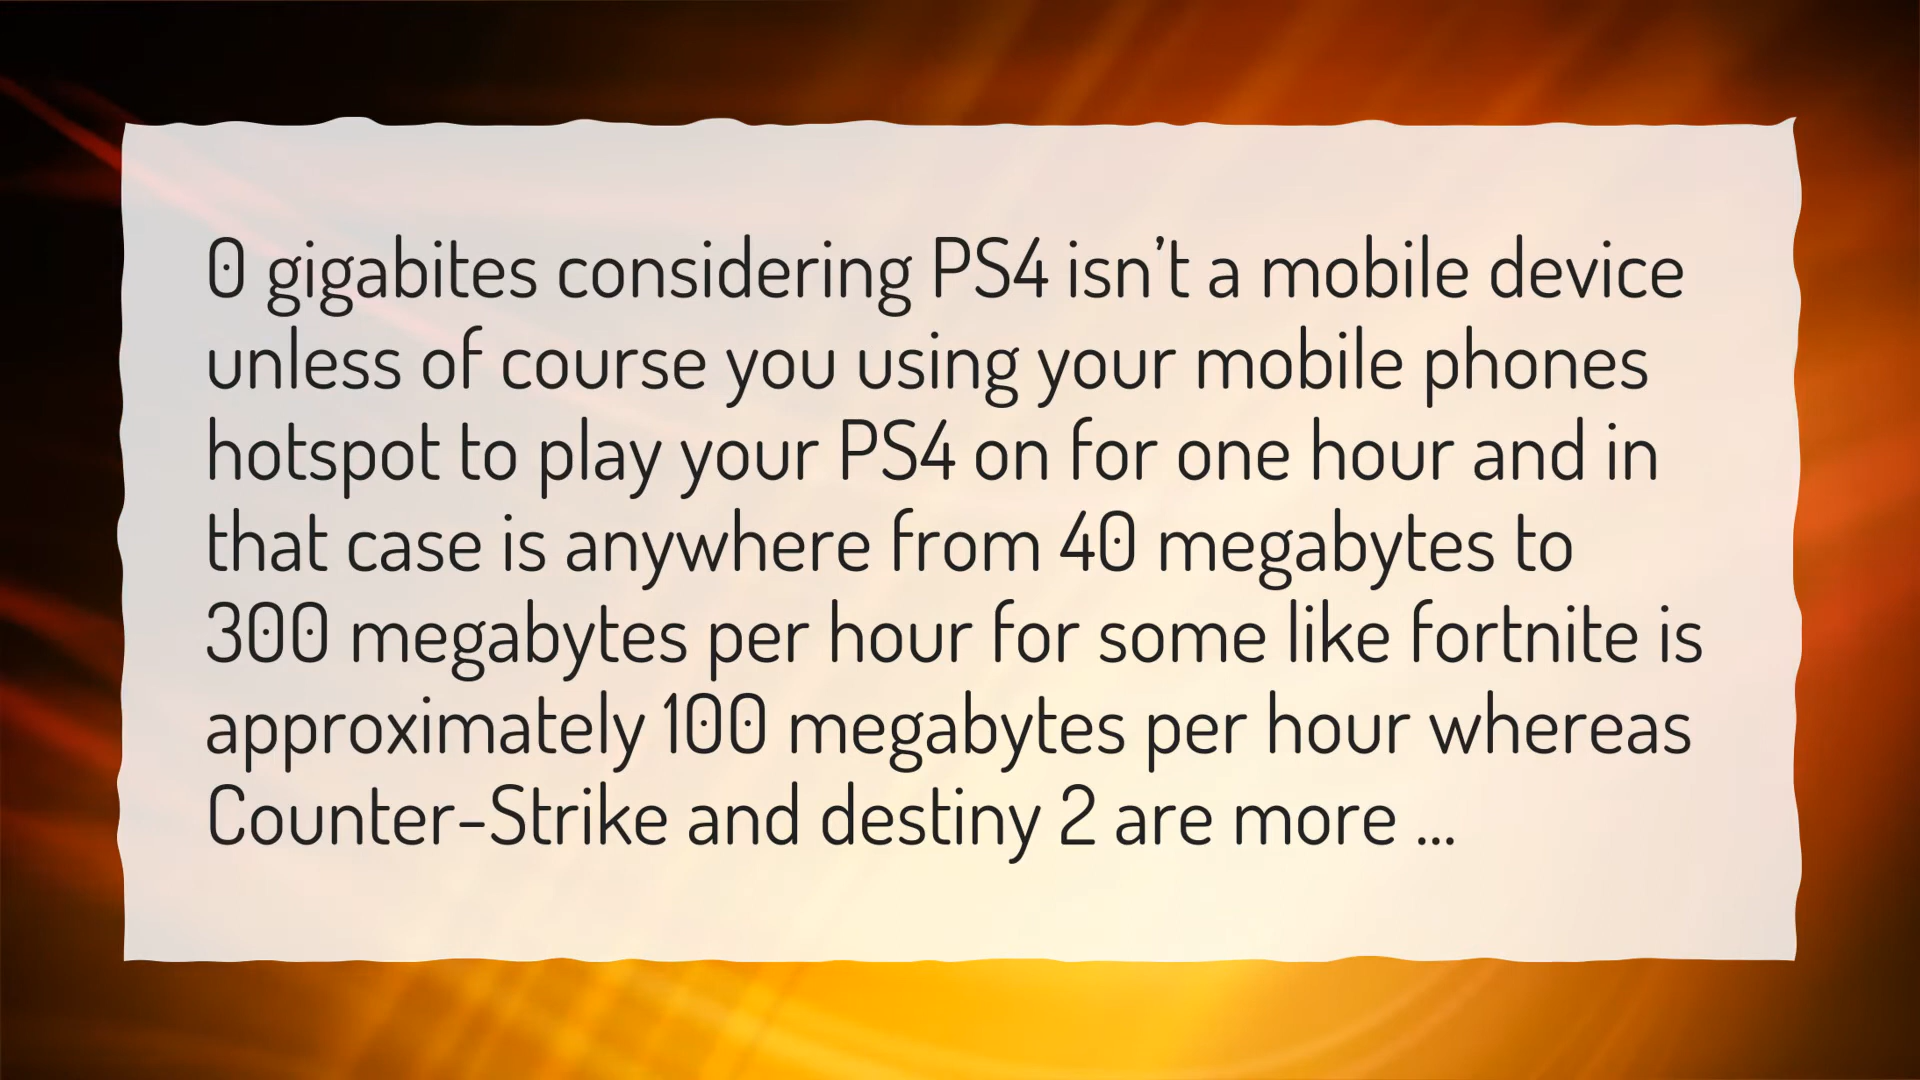 0 gigabites considering PS4 isn't a mobile device
unless of course you using your mobile phones
hotspot to play your PS4 on for one hour and in
that case is anywhere from 40 megabytes to
300 megabytes per hour for some like fortnite is
approximately 100 megabytes per hour whereas
Counter-Strike and destiny 2 are more ...